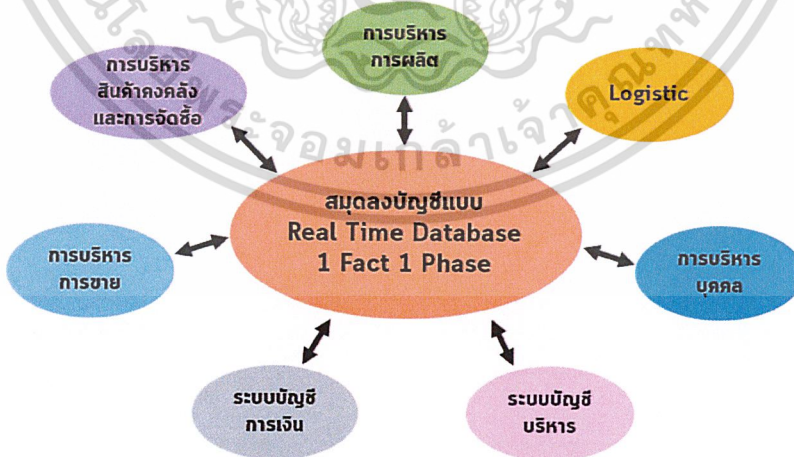 การบริหาร
การผลิต
การบริหาร
สินค้าคงคลัง
และการจัดซื้อ
Logistic
สมุดลงบัญชีแบบ
Real Time Database
1 Fact 1 Phase
การบริหาร
การขาย
การบริหาร
บุคคล
ระบบบัญชี
การเงิน
ระบบบัญชี
บริหาร